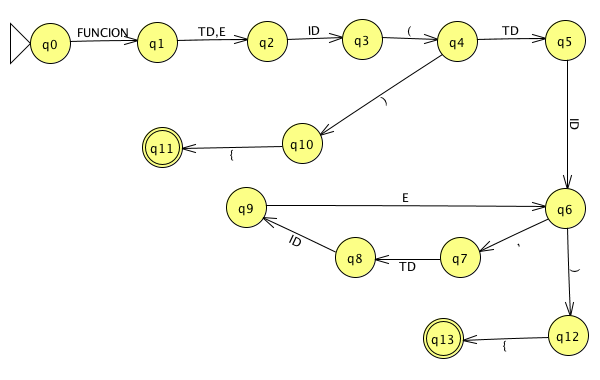 q0 FUNCION q1 TD,E q2 ID q3 ( q4 TD q5
)
ID
q11 { q10
q9 E q6
ID q8 TD q7 ,
)
q13 { q12